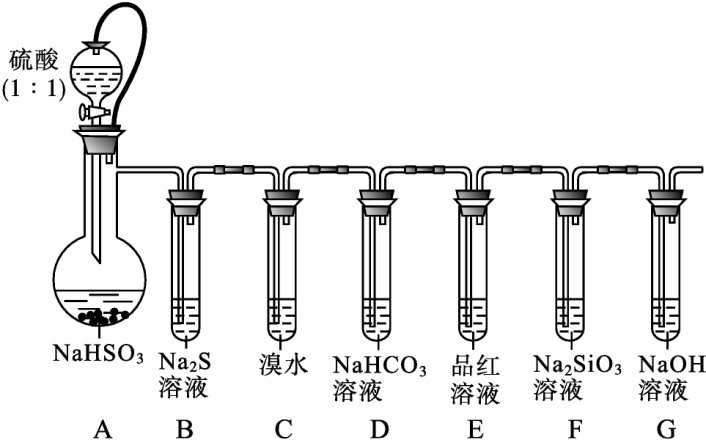 硫酸
(1∶1)
NaHSO₃
Na₂S
溶液
溴水
NaHCO₃
溶液
品红
溶液
Na₂SiO₃
溶液
NaOH
溶液
A B C D E F G